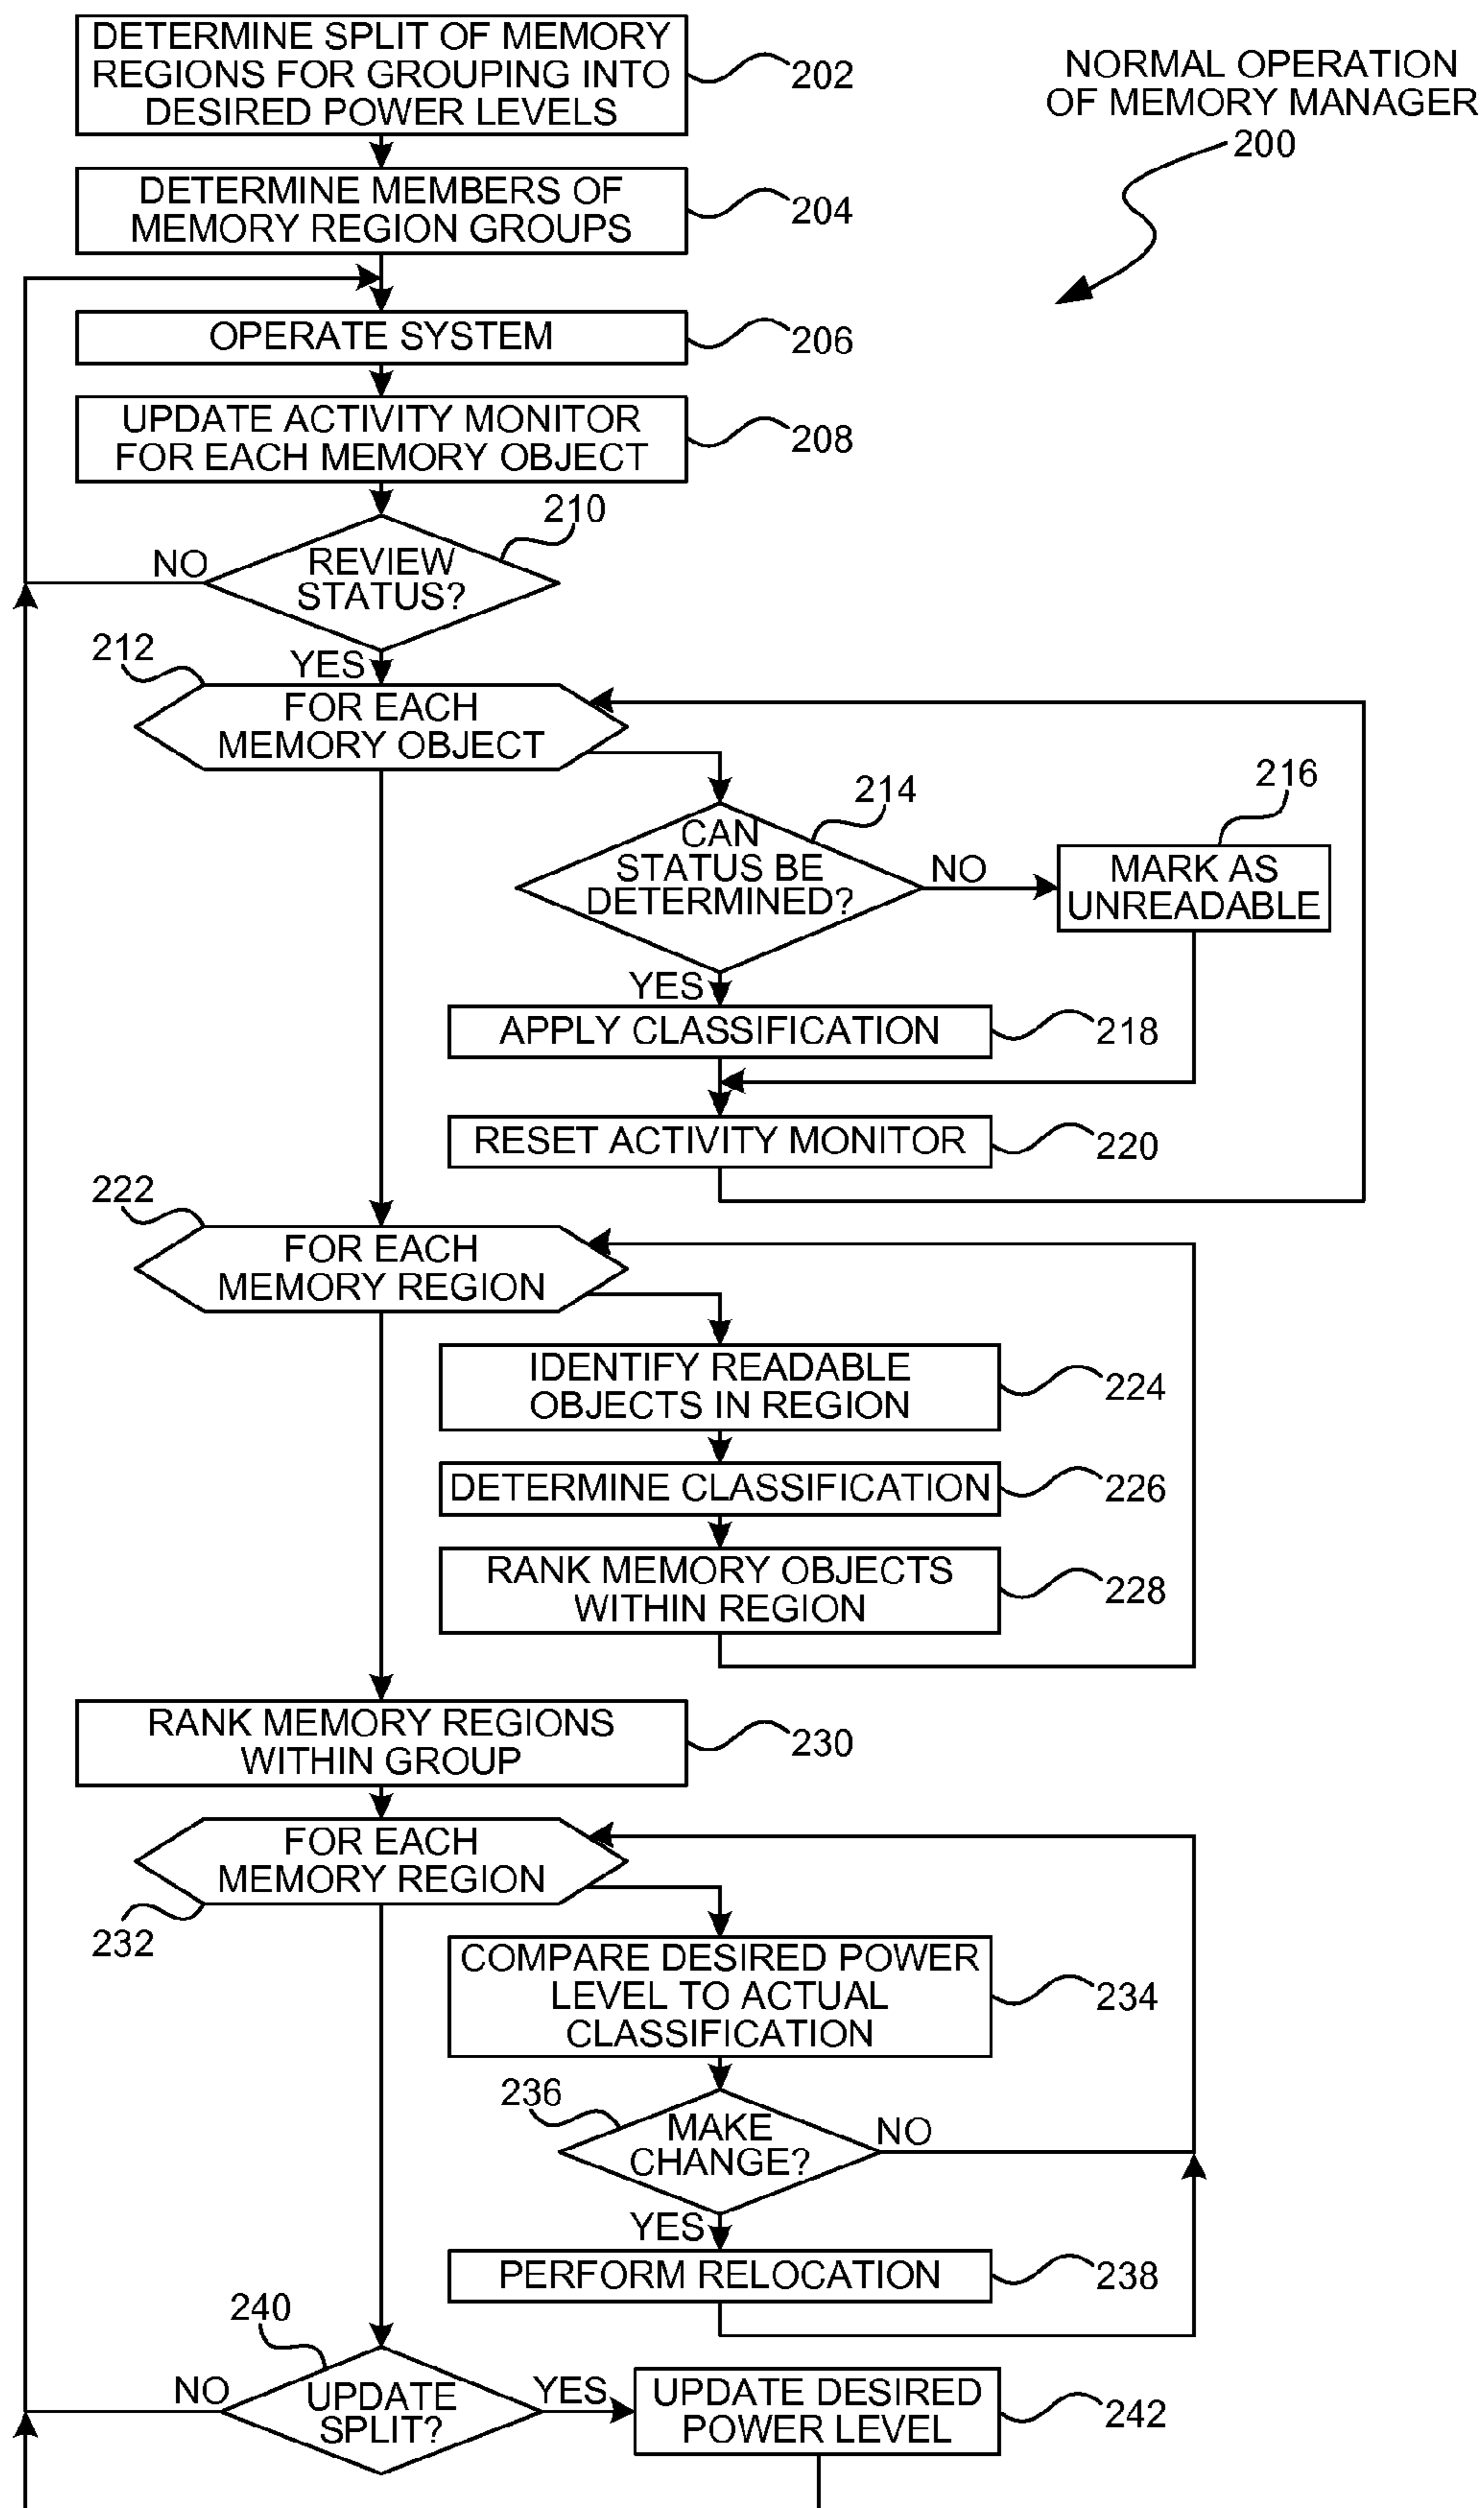 DETERMINE SPLIT OF MEMORY
REGIONS FOR GROUPING INTO
DESIRED POWER LEVELS
202
NORMAL OPERATION
OF MEMORY MANAGER
200
DETERMINE MEMBERS OF
MEMORY REGION GROUPS
204
OPERATE SYSTEM
206
UPDATE ACTIVITY MONITOR
FOR EACH MEMORY OBJECT
208
210
REVIEW
STATUS?
NO
YES
212
FOR EACH
MEMORY OBJECT
214
CAN
STATUS BE
DETERMINED?
NO
216
MARK AS
UNREADABLE
YES
APPLY CLASSIFICATION
218
RESET ACTIVITY MONITOR
220
222
FOR EACH
MEMORY REGION
IDENTIFY READABLE
OBJECTS IN REGION
224
DETERMINE CLASSIFICATION
226
RANK MEMORY OBJECTS
WITHIN REGION
228
RANK MEMORY REGIONS
WITHIN GROUP
230
FOR EACH
MEMORY REGION
232
COMPARE DESIRED POWER
LEVEL TO ACTUAL
CLASSIFICATION
234
236
MAKE
CHANGE?
NO
YES
PERFORM RELOCATION
238
240
NO
UPDATE
SPLIT?
YES
UPDATE DESIRED
POWER LEVEL
242